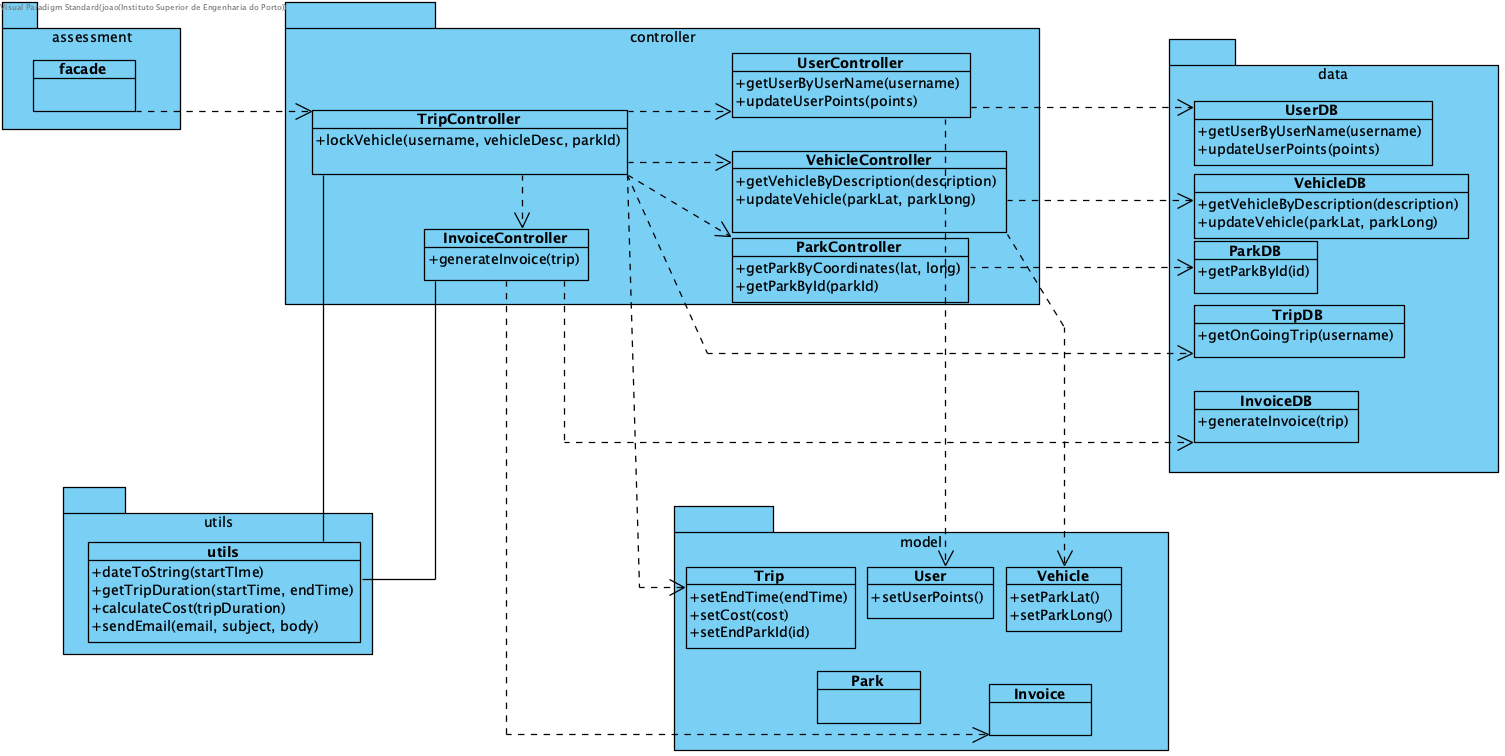 Visual Paradigm Standard(joao(Instituto Superior de Engenharia do Porto)
assessment
facade
controller
TripController
+lockVehicle(username, vehicleDesc, parkId)
UserController
+getUserByUserName(username)
+updateUserPoints(points)
VehicleController
+getVehicleByDescription(description)
+updateVehicle(parkLat, parkLong)
InvoiceController
+generateInvoice(trip)
ParkController
+getParkByCoordinates(lat, long)
+getParkById(parkId)
data
UserDB
+getUserByUserName(username)
+updateUserPoints(points)
VehicleDB
+getVehicleByDescription(description)
+updateVehicle(parkLat, parkLong)
ParkDB
+getParkById(id)
TripDB
+getOnGoingTrip(username)
InvoiceDB
+generateInvoice(trip)
utils
utils
+dateToString(startTIme)
+getTripDuration(startTime, endTime)
+calculateCost(tripDuration)
+sendEmail(email, subject, body)
model
Trip
+setEndTime(endTime)
+setCost(cost)
+setEndParkId(id)
User
+setUserPoints()
Vehicle
+setParkLat()
+setParkLong()
Park
Invoice